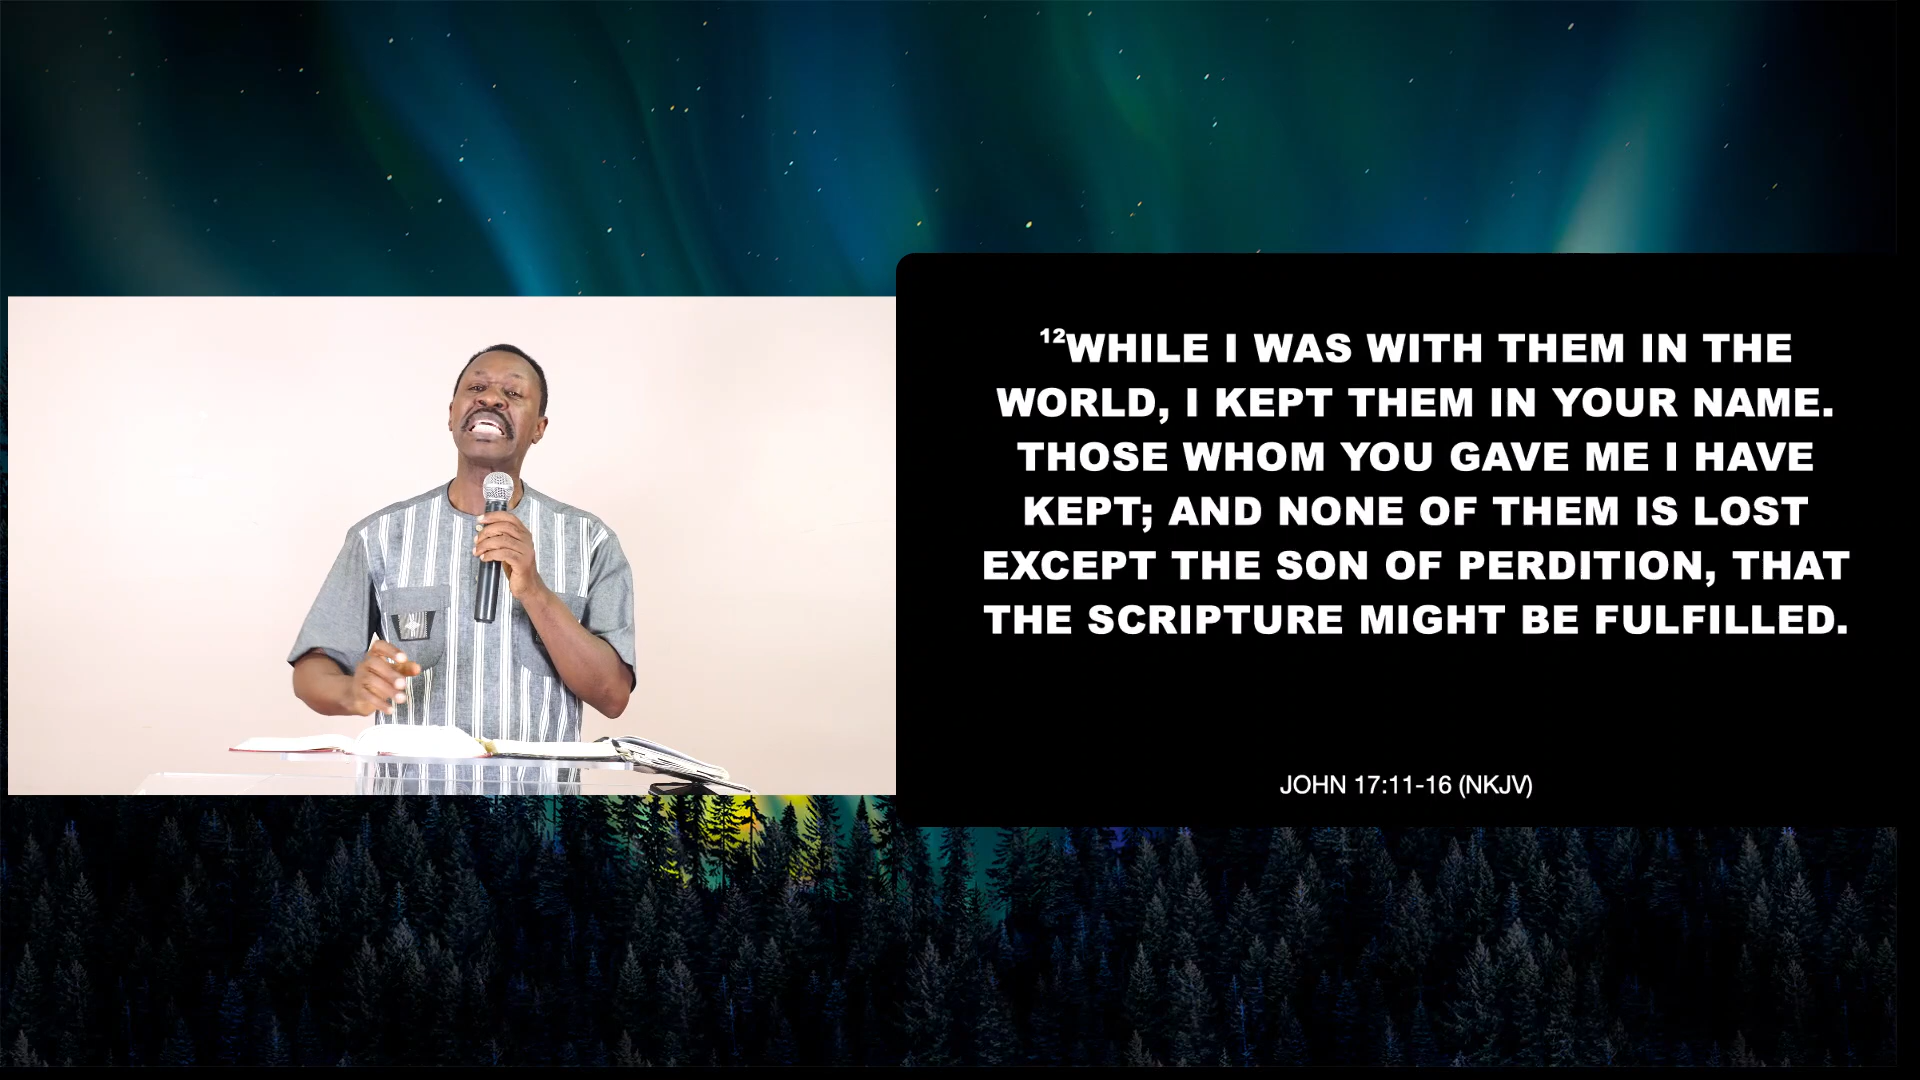 ¹²WHILE I WAS WITH THEM IN THE
WORLD, I KEPT THEM IN YOUR NAME.
THOSE WHOM YOU GAVE ME I HAVE
KEPT; AND NONE OF THEM IS LOST
EXCEPT THE SON OF PERDITION, THAT
THE SCRIPTURE MIGHT BE FULFILLED.
JOHN 17:11-16 (NKJV)